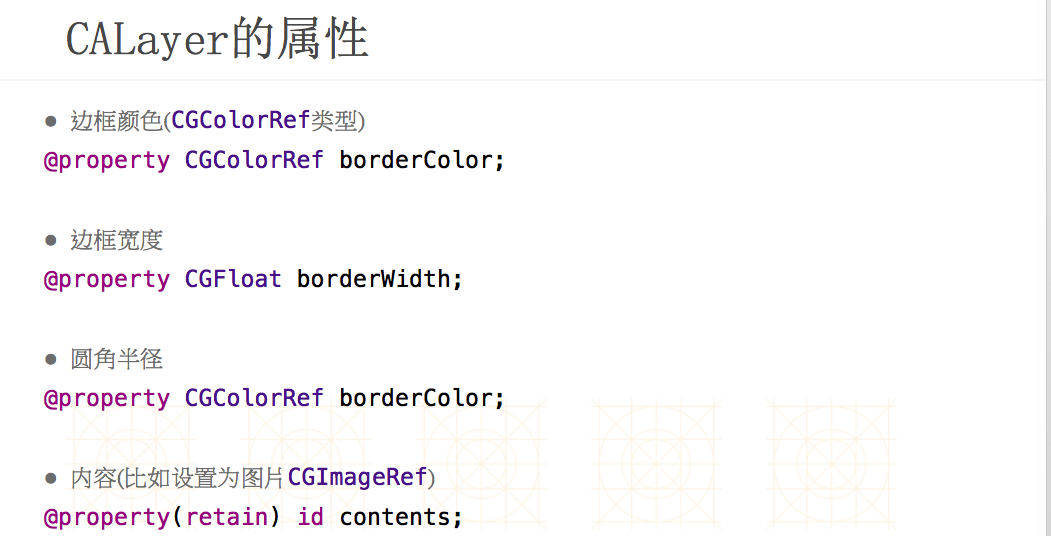 CALayer的属性
● 边框颜色(CGColorRef类型)
@property CGColorRef borderColor;
● 边框宽度
@property CGFloat borderWidth;
● 圆角半径
@property CGColorRef borderColor;
● 内容(比如设置为图片CGImageRef)
@property(retain) id contents;